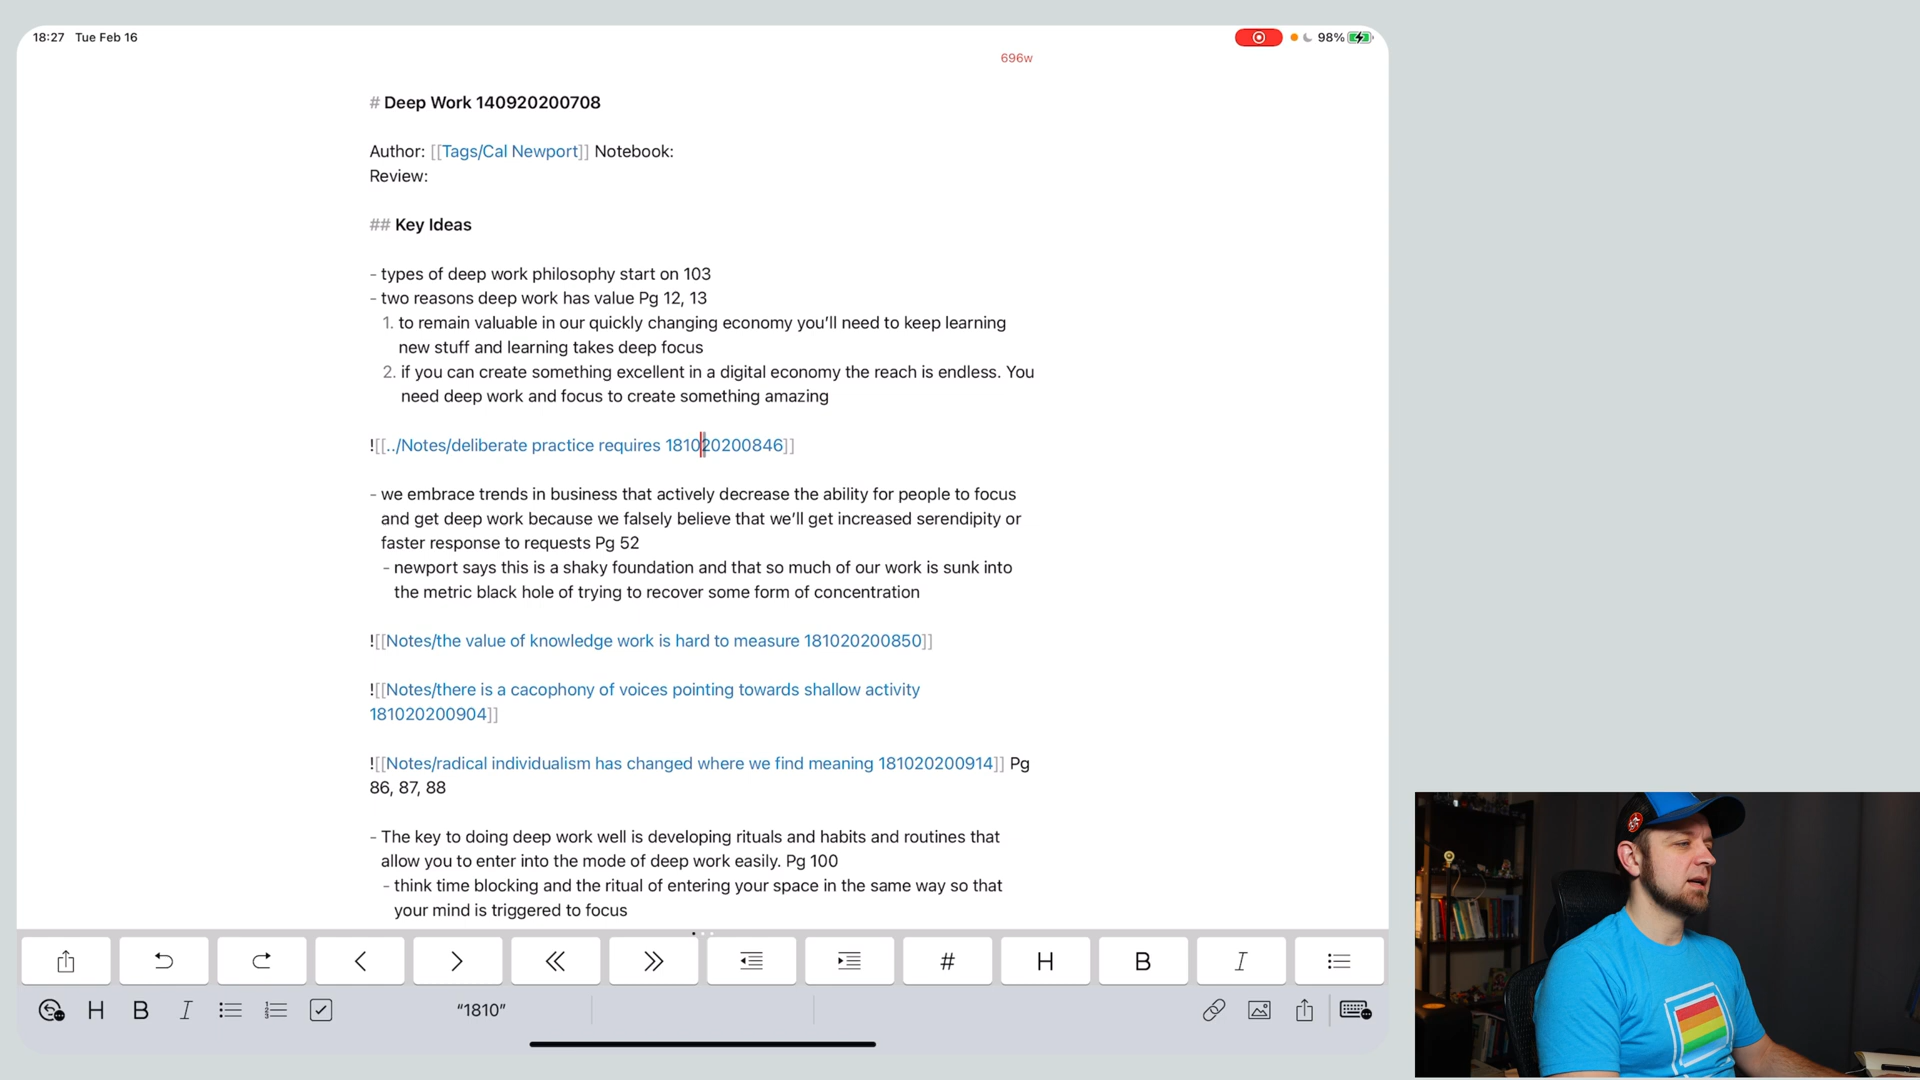 18:27 Tue Feb 16
98%
696w
# Deep Work 140920200708
Author: [[Tags/Cal Newport]] Notebook:
Review:
## Key Ideas
- types of deep work philosophy start on 103
- two reasons deep work has value Pg 12, 13
1. to remain valuable in our quickly changing economy you’ll need to keep learning
new stuff and learning takes deep focus
2. if you can create something excellent in a digital economy the reach is endless. You
need deep work and focus to create something amazing
![[../Notes/deliberate practice requires 181020200846]]
- we embrace trends in business that actively decrease the ability for people to focus
and get deep work because we falsely believe that we’ll get increased serendipity or
faster response to requests Pg 52
- newport says this is a shaky foundation and that so much of our work is sunk into
the metric black hole of trying to recover some form of concentration
![[Notes/the value of knowledge work is hard to measure 181020200850]]
![[Notes/there is a cacophony of voices pointing towards shallow activity
181020200904]]
![[Notes/radical individualism has changed where we find meaning 181020200914]] Pg
86, 87, 88
- The key to doing deep work well is developing rituals and habits and routines that
allow you to enter into the mode of deep work easily. Pg 100
- think time blocking and the ritual of entering your space in the same way so that
your mind is triggered to focus
# H B I
H B I “1810”